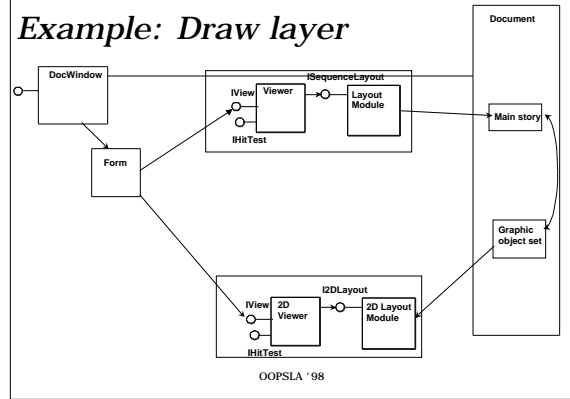 Example: Draw layer
Document
DocWindow
ISequenceLayout
IView
Viewer
Layout
Module
IHitTest
Main story
Form
Graphic
object set
I2DLayout
IView
2D
Viewer
2D Layout
Module
IHitTest
OOPSLA ‘98